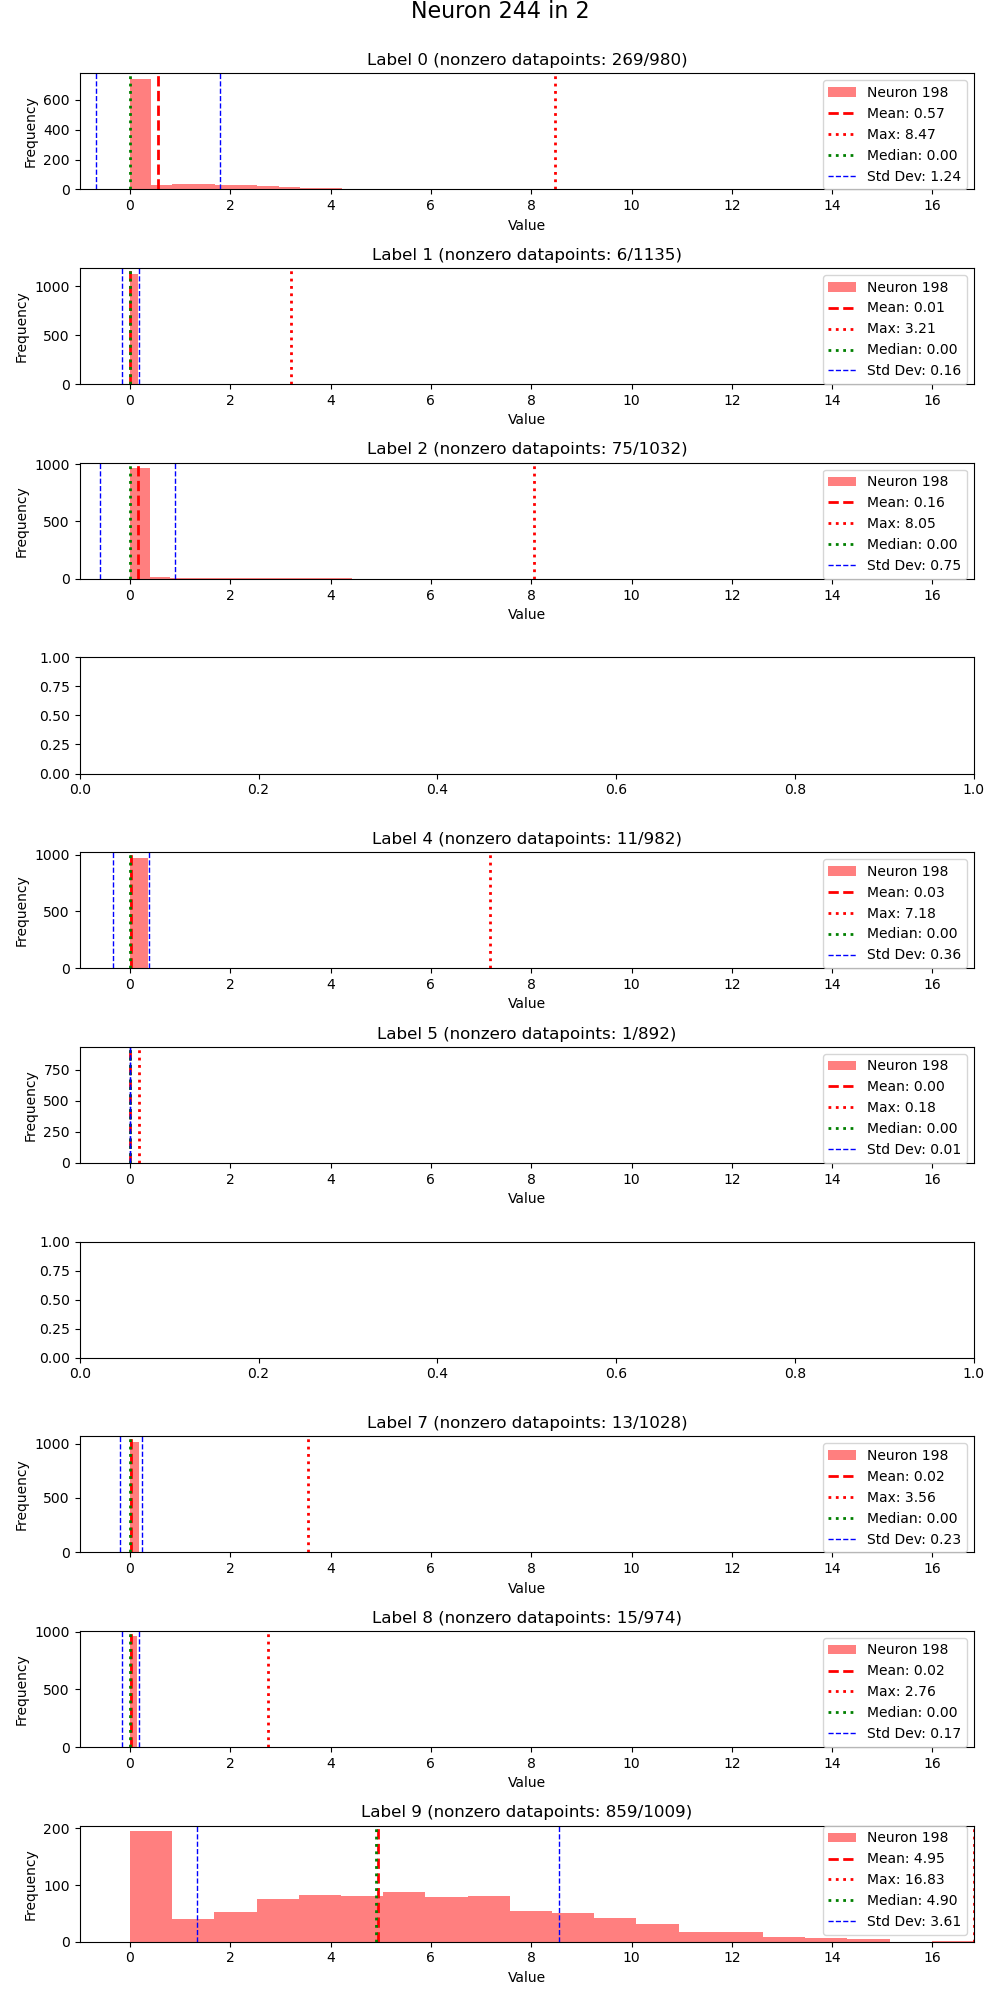 Neuron 244 in 2
Label 0 (nonzero datapoints: 269/980)
Frequency
600
400
200
0
Neuron 198
Mean: 0.57
Max: 8.47
Median: 0.00
Std Dev: 1.24
0 2 4 6 8 10 12 14 16
Value
Label 1 (nonzero datapoints: 6/1135)
Frequency
1000
500
0
Neuron 198
Mean: 0.01
Max: 3.21
Median: 0.00
Std Dev: 0.16
0 2 4 6 8 10 12 14 16
Value
Label 2 (nonzero datapoints: 75/1032)
Frequency
1000
500
0
Neuron 198
Mean: 0.16
Max: 8.05
Median: 0.00
Std Dev: 0.75
0 2 4 6 8 10 12 14 16
Value
1.00
0.75
0.50
0.25
0.00
0.0 0.2 0.4 0.6 0.8 1.0
Label 4 (nonzero datapoints: 11/982)
Frequency
1000
500
0
Neuron 198
Mean: 0.03
Max: 7.18
Median: 0.00
Std Dev: 0.36
0 2 4 6 8 10 12 14 16
Value
Label 5 (nonzero datapoints: 1/892)
Frequency
750
500
250
0
Neuron 198
Mean: 0.00
Max: 0.18
Median: 0.00
Std Dev: 0.01
0 2 4 6 8 10 12 14 16
Value
1.00
0.75
0.50
0.25
0.00
0.0 0.2 0.4 0.6 0.8 1.0
Label 7 (nonzero datapoints: 13/1028)
Frequency
1000
500
0
Neuron 198
Mean: 0.02
Max: 3.56
Median: 0.00
Std Dev: 0.23
0 2 4 6 8 10 12 14 16
Value
Label 8 (nonzero datapoints: 15/974)
Frequency
1000
500
0
Neuron 198
Mean: 0.02
Max: 2.76
Median: 0.00
Std Dev: 0.17
0 2 4 6 8 10 12 14 16
Value
Label 9 (nonzero datapoints: 859/1009)
Frequency
200
100
0
Neuron 198
Mean: 4.95
Max: 16.83
Median: 4.90
Std Dev: 3.61
0 2 4 6 8 10 12 14 16
Value